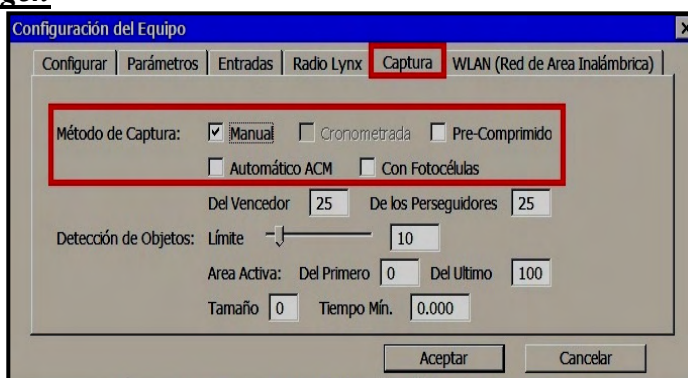 Configuración del Equipo
Configurar Parámetros Entradas Radio Lynx Captura WLAN (Red de Area Inalámbrica)
Método de Captura: Manual Cronometrada Pre-Comprimido
Automático ACM Con Fotocélulas
Del Vencedor 25 De los Perseguidores 25
Detección de Objetos: Límite 10
Area Activa: Del Primero 0 Del Ultimo 100
Tamaño 0 Tiempo Mín. 0.000
Aceptar Cancelar